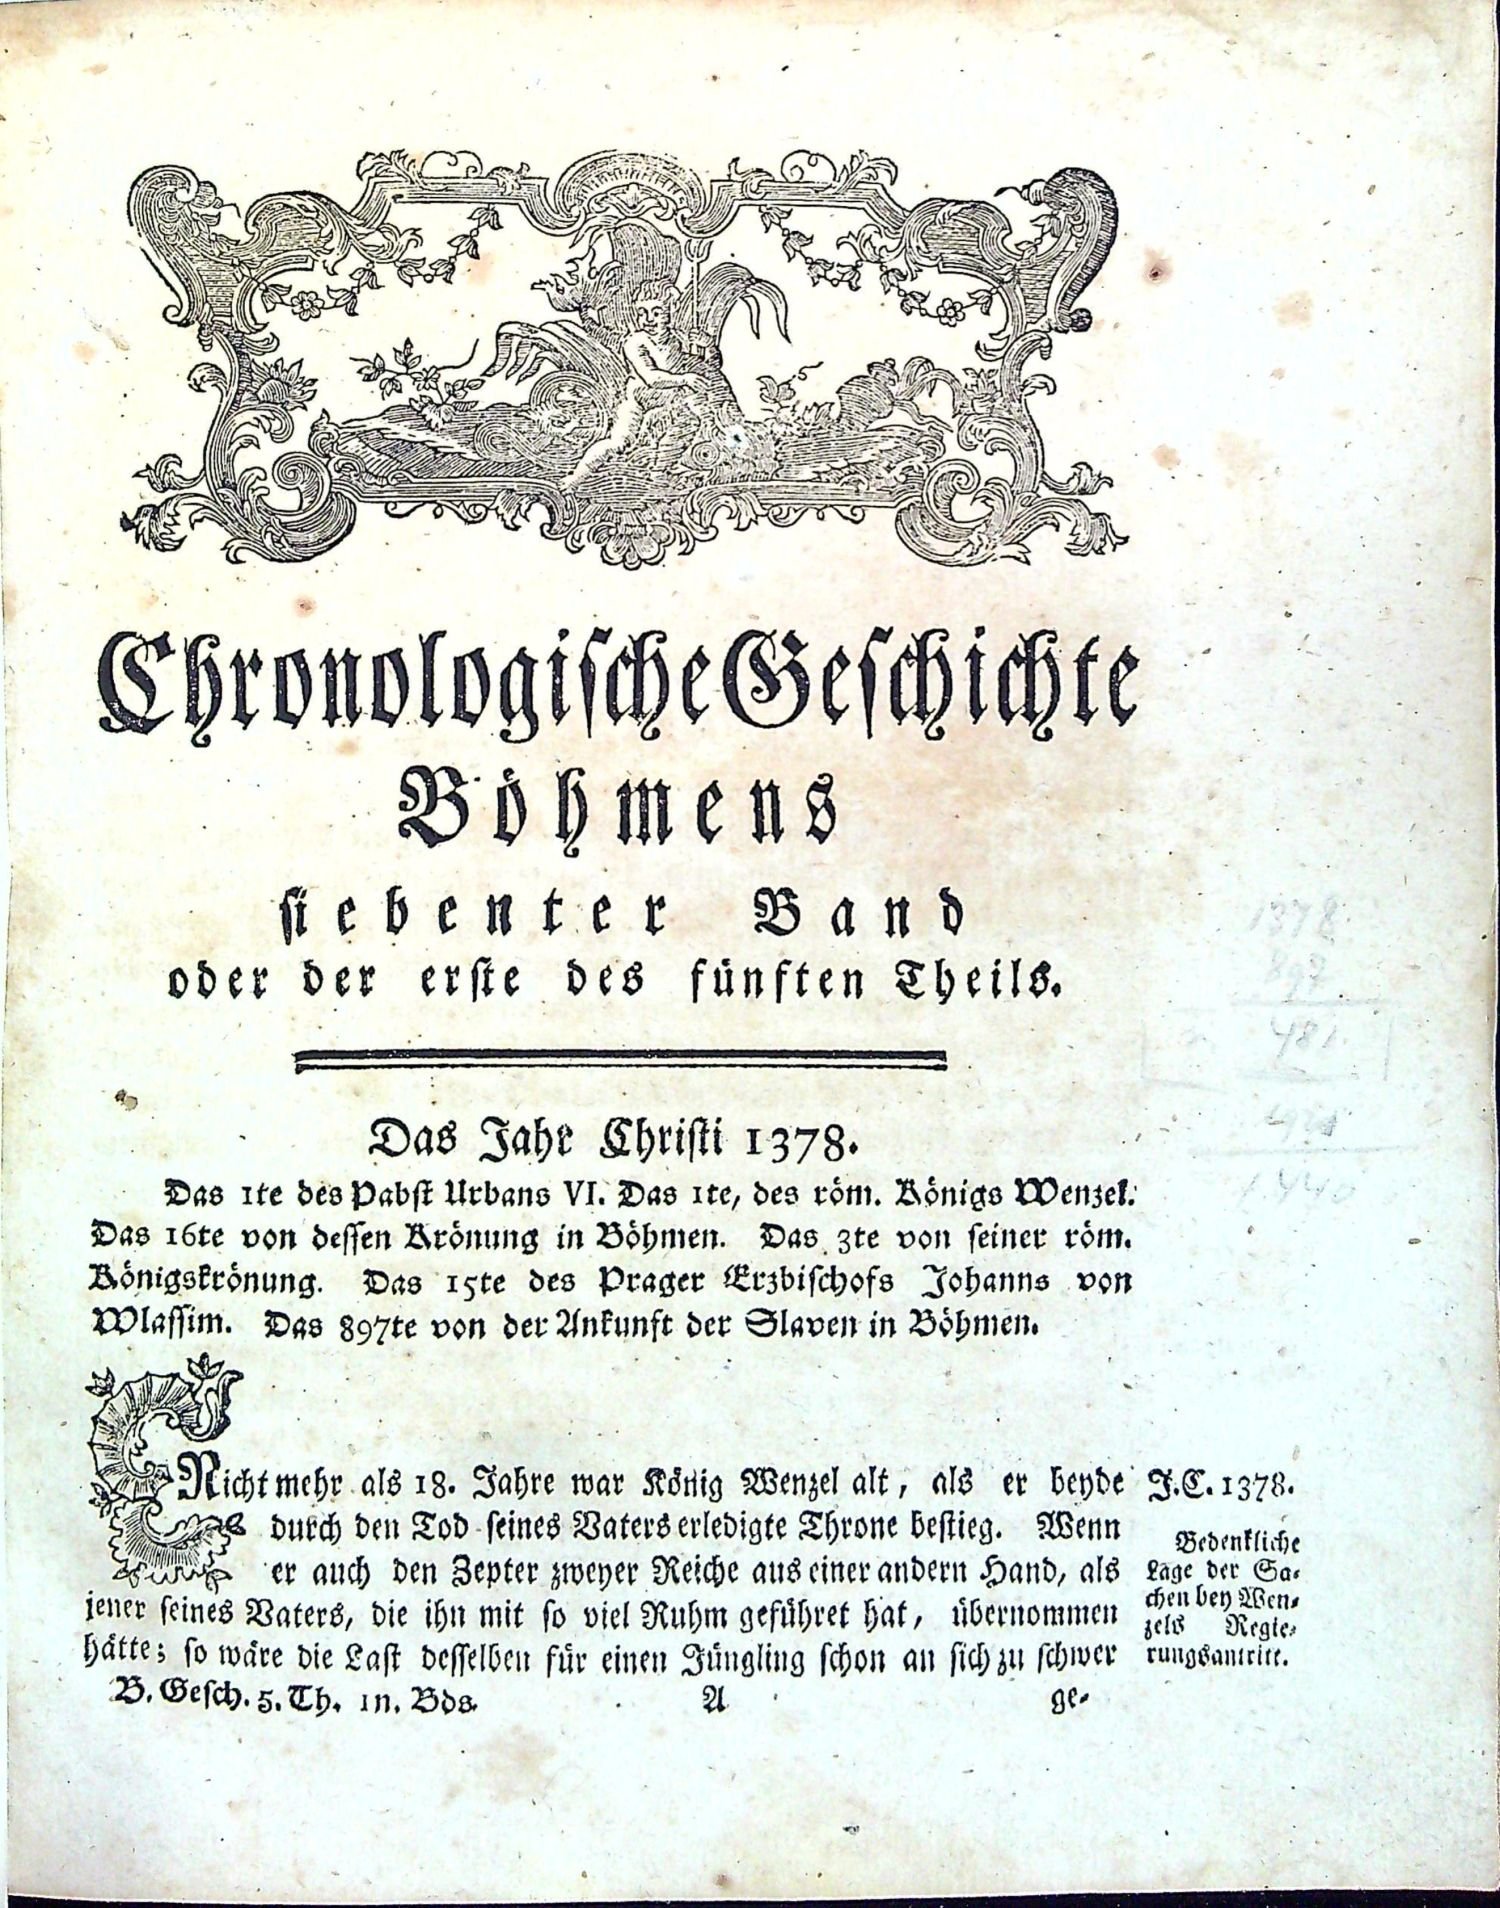 Chronologische Geschichte
Böhmens
siebenter Band
oder der erste des fünften Theils.
1378.
897
481.
1440
Das Jahr Christi 1378.
Das 1te des Pabst Urbans VI. Das 1te, des röm. Königs Wenzel.
Das 16te von dessen Krönung in Böhmen. Das 3te von seiner röm.
Königskrönung. Das 15te des Prager Erzbischofs Johanns von
Wlassim. Das 897te von der Ankunft der Slaven in Böhmen.
Nicht mehr als 18. Jahre war König Wenzel alt, als er beyde
durch den Tod seines Vaters erledigte Throne bestieg. Wenn
er auch den Zepter zweyer Reiche aus einer andern Hand, als
jener seines Vaters, die ihn mit so viel Ruhm geführet hat, übernommen
hätte; so wäre die Last desselben für einen Jüngling schon an sich zu schwer
J. C. 1378.
Bedenkliche
Lage der Sa-
chen bey Wen-
zels Regie-
rungsantritt.
B. Gesch. 5. Th. 1n. Bds.
A
ge-